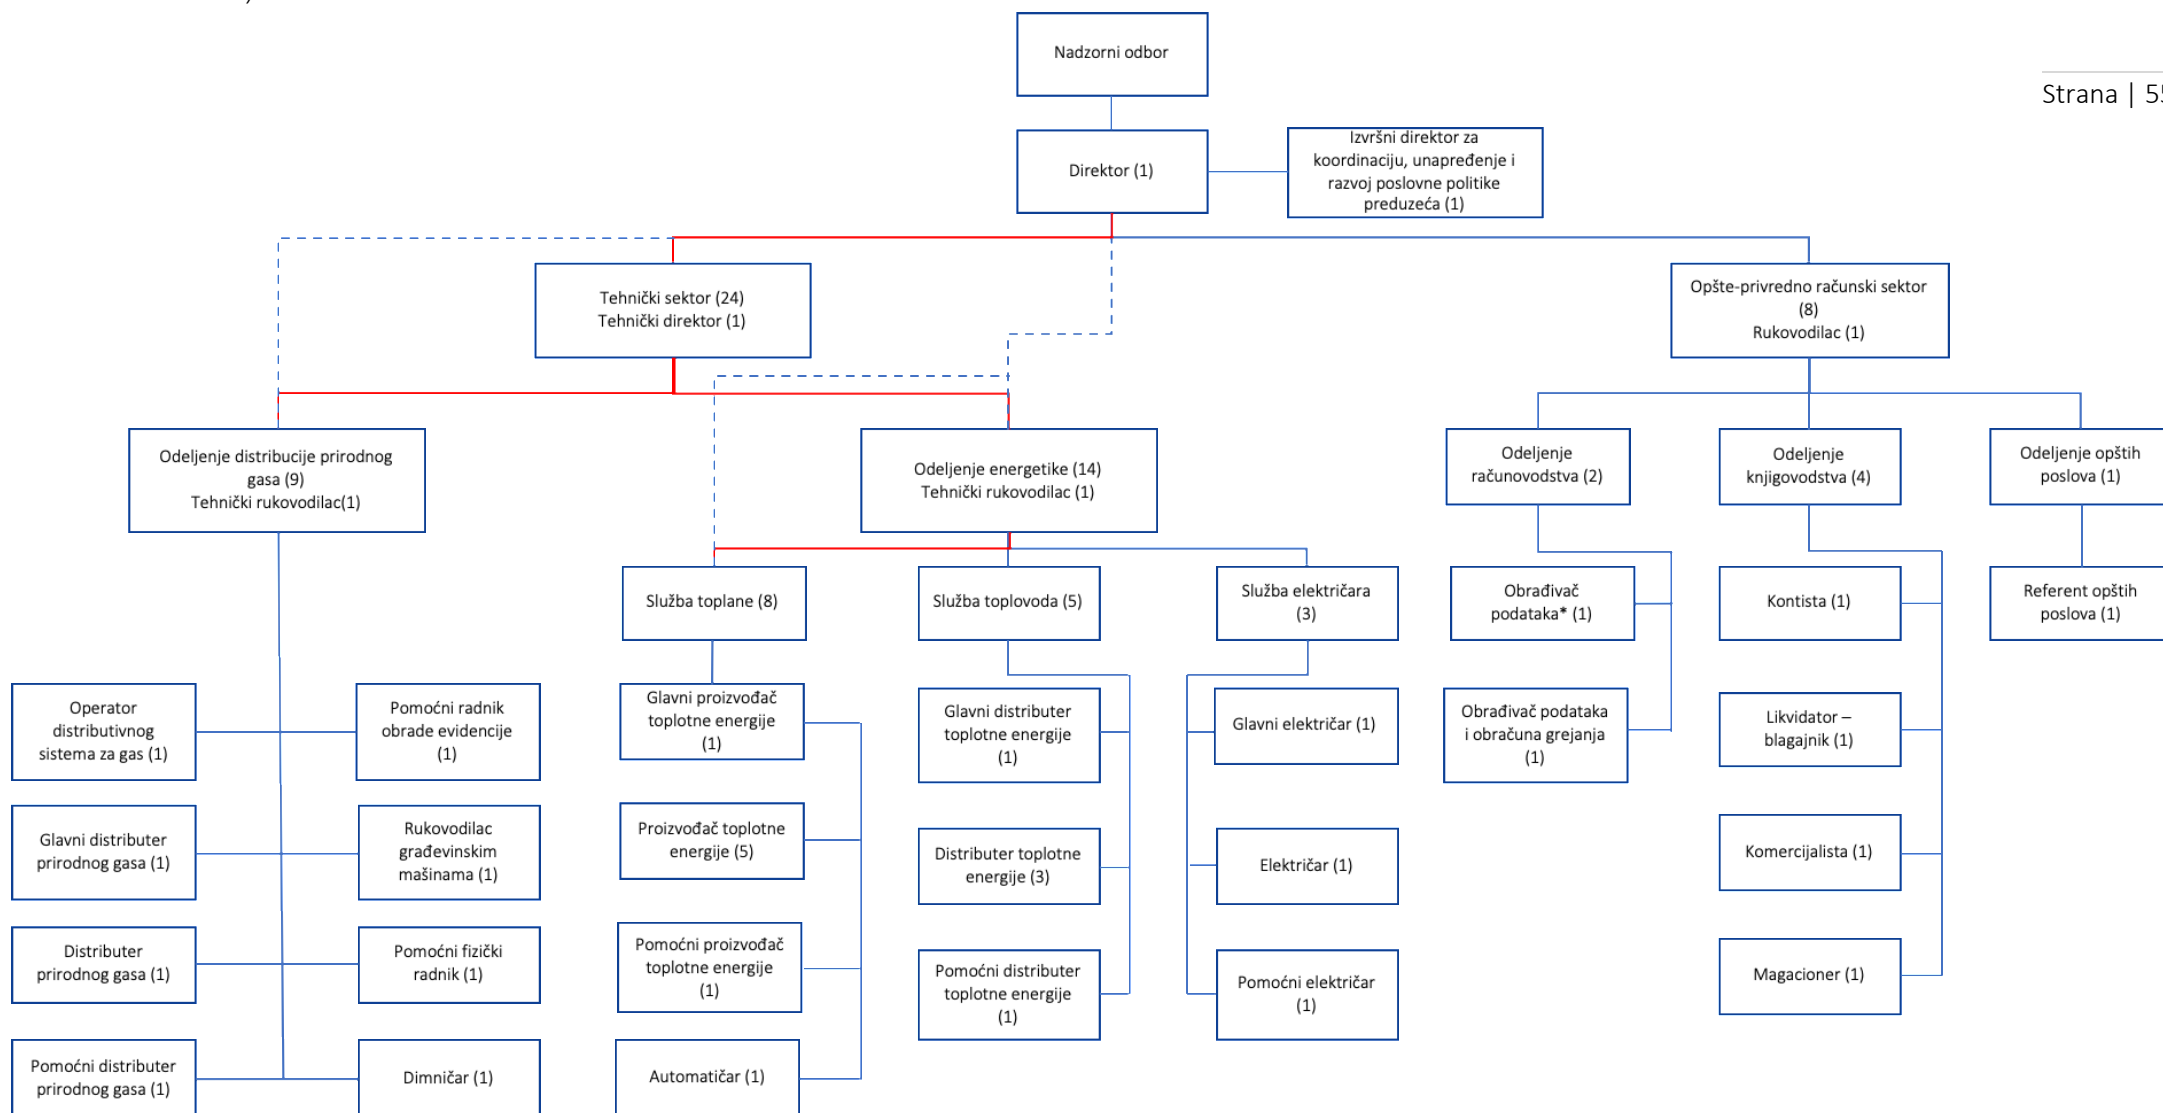 Nadzorni odbor
Strana | 55
Direktor (1)
Izvršni direktor za
koordinaciju, unapređenje i
razvoj poslovne politike
preduzeća (1)
Tehnički sektor (24)
Tehnički direktor (1)
Opšte-privredno računski sektor
(8)
Rukovodilac (1)
Odeljenje distribucije prirodnog
gasa (9)
Tehnički rukovodilac(1)
Odeljenje energetike (14)
Tehnički rukovodilac (1)
Odeljenje
računovodstva (2)
Odeljenje
knjigovodstva (4)
Odeljenje opštih
poslova (1)
Služba toplane (8)
Služba toplovoda (5)
Služba električara
(3)
Obrađivač
podataka* (1)
Kontista (1)
Referent opštih
poslova (1)
Operator
distributivnog
sistema za gas (1)
Pomoćni radnik
obrade evidencije
(1)
Glavni proizvođač
toplotne energije
(1)
Glavni distributer
toplotne energije
(1)
Glavni električar (1)
Obrađivač podataka
i obračuna grejanja
(1)
Likvidator –
blagajnik (1)
Glavni distributer
prirodnog gasa (1)
Rukovodilac
građevinskim
mašinama (1)
Proizvođač toplotne
energije (5)
Distributer toplotne
energije (3)
Električar (1)
Komercijalista (1)
Distributer
prirodnog gasa (1)
Pomoćni fizički
radnik (1)
Pomoćni proizvođač
toplotne energije
(1)
Pomoćni distributer
toplotne energije
(1)
Pomoćni električar
(1)
Magacioner (1)
Pomoćni distributer
prirodnog gasa (1)
Dimničar (1)
Automatičar (1)